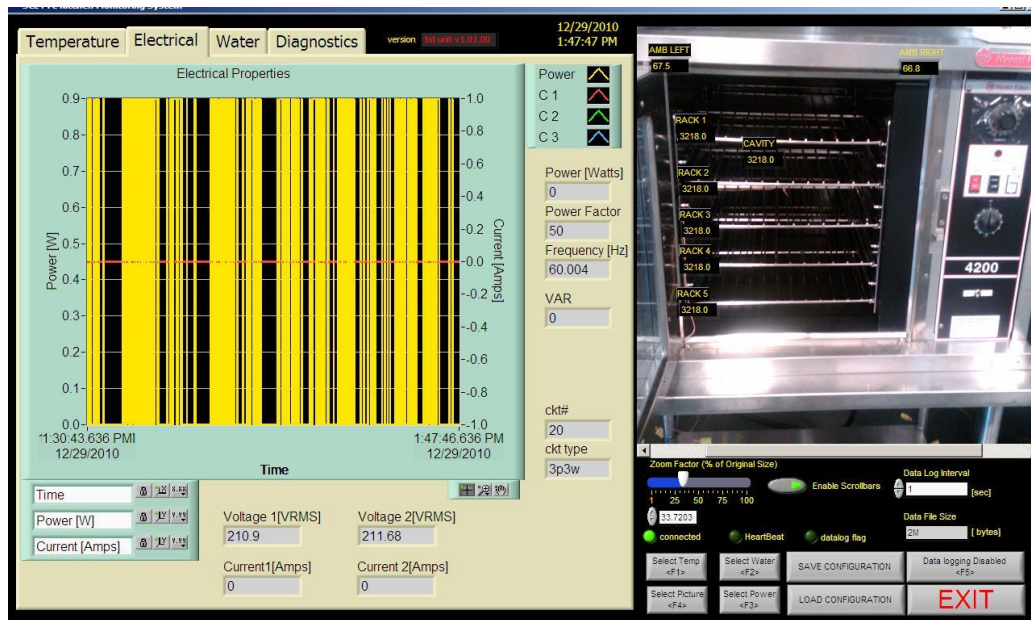 12/29/2010
1:47:47 PM
Temperature
Electrical
Water
Diagnostics
version
1st unit v1.01.00
Electrical Properties
0.9
0.8
0.7
0.6
0.5
0.4
0.3
0.2
0.1
0.0
Power [W]
1.0
0.8
0.6
0.4
0.2
0.0
-0.2
-0.4
-0.6
-0.8
-1.0
Current [Amps]
1:47:46.636 PM
12/29/2010
12/29/2010
Time
Power
C 1
C 2
C 3
Power [Watts]
0
Power Factor
50
Frequency [Hz]
60.004
VAR
0
ckt#
20
ckt type
3p3w
Time
Power [W]
Current [Amps]
Voltage 1[VRMS]
210.9
Voltage 2[VRMS]
211.68
Current1[Amps]
0
Current 2[Amps]
0
AMB LEFT
67.5
AMB RIGHT
66.8
RACK 1
3218.0
CAVITY
3218.0
RACK 2
3218.0
RACK 3
3218.0
RACK 4
3218.0
RACK 5
3218.0
4200
Zoom Factor (% of Original Size)
1 25 50 75 100
33.7203
Enable Scrollbars
Data Log Interval
1
[sec]
Data File Size
2M
[ bytes]
connected
HeartBeat
datalog flag
Select Temp
<F1>
Select Water
<F2>
SAVE CONFIGURATION
Data logging Disabled
<F5>
Select Picture
<F4>
Select Power
<F3>
LOAD CONFIGURATION
EXIT